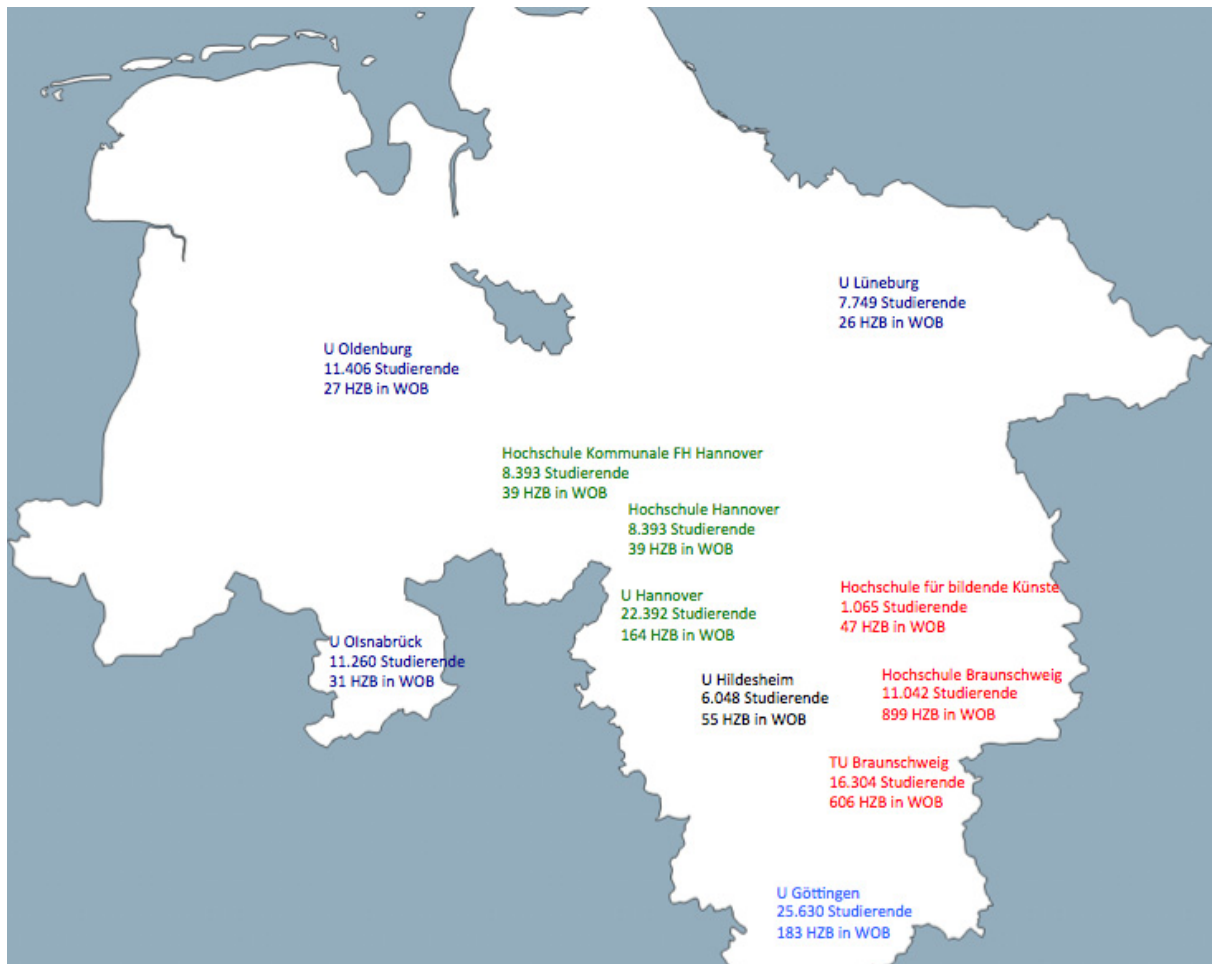 U Lüneburg
7.749 Studierende
26 HZB in WOB
U Oldenburg
11.406 Studierende
27 HZB in WOB
Hochschule Kommunale FH Hannover
8.393 Studierende
39 HZB in WOB
Hochschule Hannover
8.393 Studierende
39 HZB in WOB
U Hannover
22.392 Studierende
164 HZB in WOB
Hochschule für bildende Künste
1.065 Studierende
47 HZB in WOB
U Olsnabrück
11.260 Studierende
31 HZB in WOB
U Hildesheim
6.048 Studierende
55 HZB in WOB
Hochschule Braunschweig
11.042 Studierende
899 HZB in WOB
TU Braunschweig
16.304 Studierende
606 HZB in WOB
U Göttingen
25.630 Studierende
183 HZB in WOB